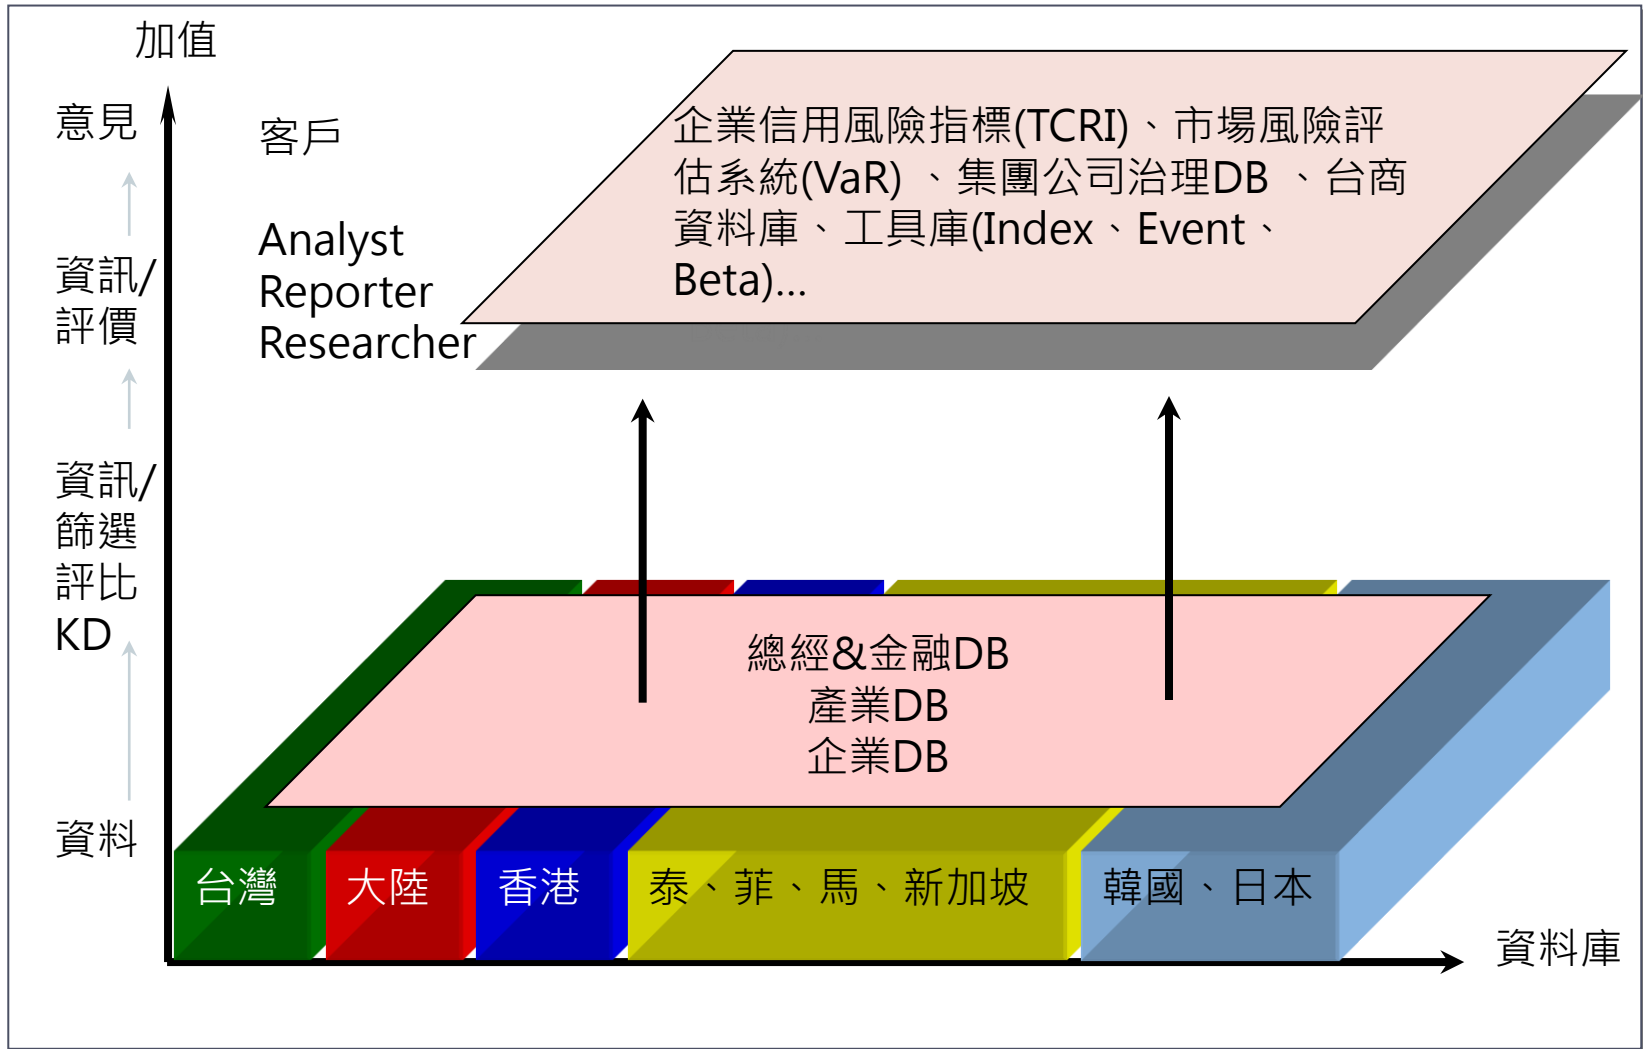 加值
意見
客戶
企業信用風險指標(TCRI)、市場風險評
估系統(VaR) 、集團公司治理DB 、台商
資料庫、工具庫(Index、Event、
Beta)...
Analyst
Reporter
Researcher
資訊/
評價
資訊/
篩選
評比
KD
總經&金融DB
產業DB
企業DB
資料
台灣
大陸
香港
泰、菲、馬、新加坡
韓國、日本
資料庫